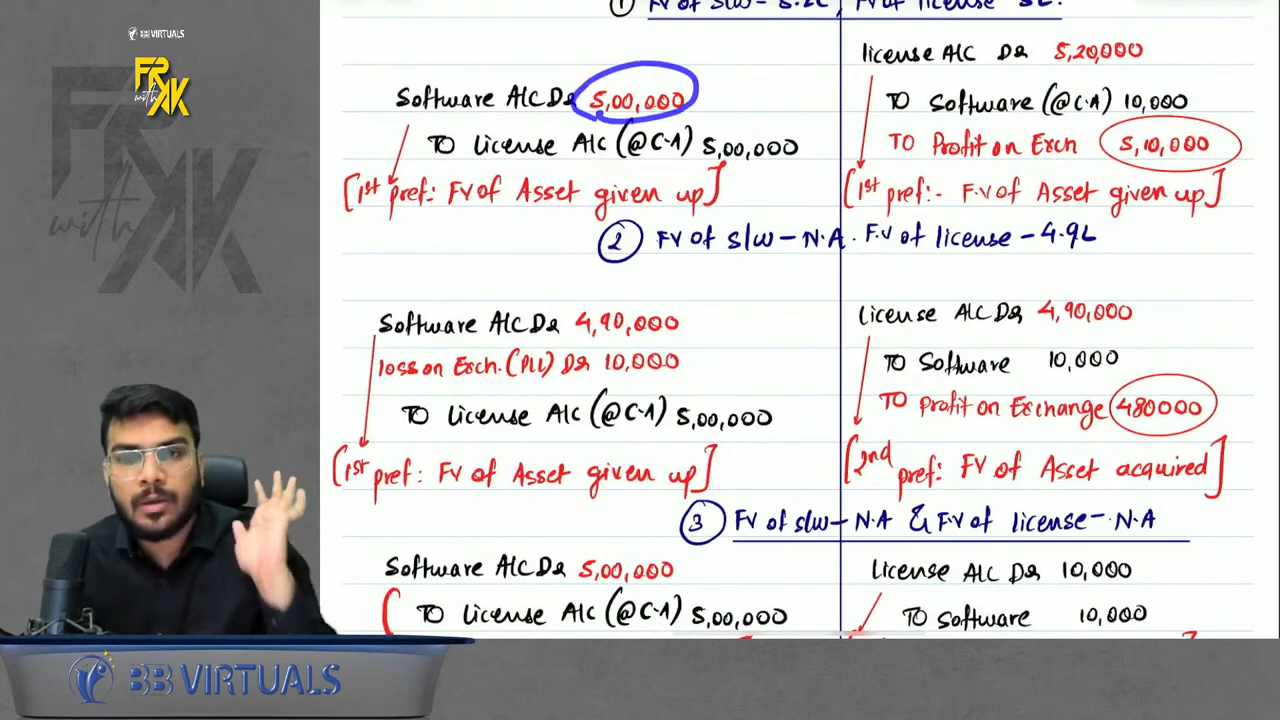 BB VIRTUALS
FR
with AK
FR
with AK
① FV of S/w - 5.2L, FV of license - 5L.
Software A/C Dr 5,00,000
TO License A/c (@C.A) 5,00,000
[1st pref: FV of Asset given up]
license A/C Dr 5,20,000
TO Software (@C.A) 10,000
TO Profit on Exch 5,10,000
[1st pref:- F.V of Asset given up]
② FV of S/w - N.A. F.V of license - 4.9L
Software A/C Dr 4,90,000
loss on Exch. (P/L) Dr 10,000
TO License A/c (@C.A) 5,00,000
[1st pref: FV of Asset given up]
license A/C Dr 4,90,000
TO Software 10,000
TO Profit on Exchange 480000
[2nd pref: FV of Asset acquired]
③ FV of S/w - N.A & F.V of license - N.A
Software A/C Dr 5,00,000
TO License A/c (@C.A) 5,00,000
License A/C Dr 10,000
TO Software 10,000
BB VIRTUALS